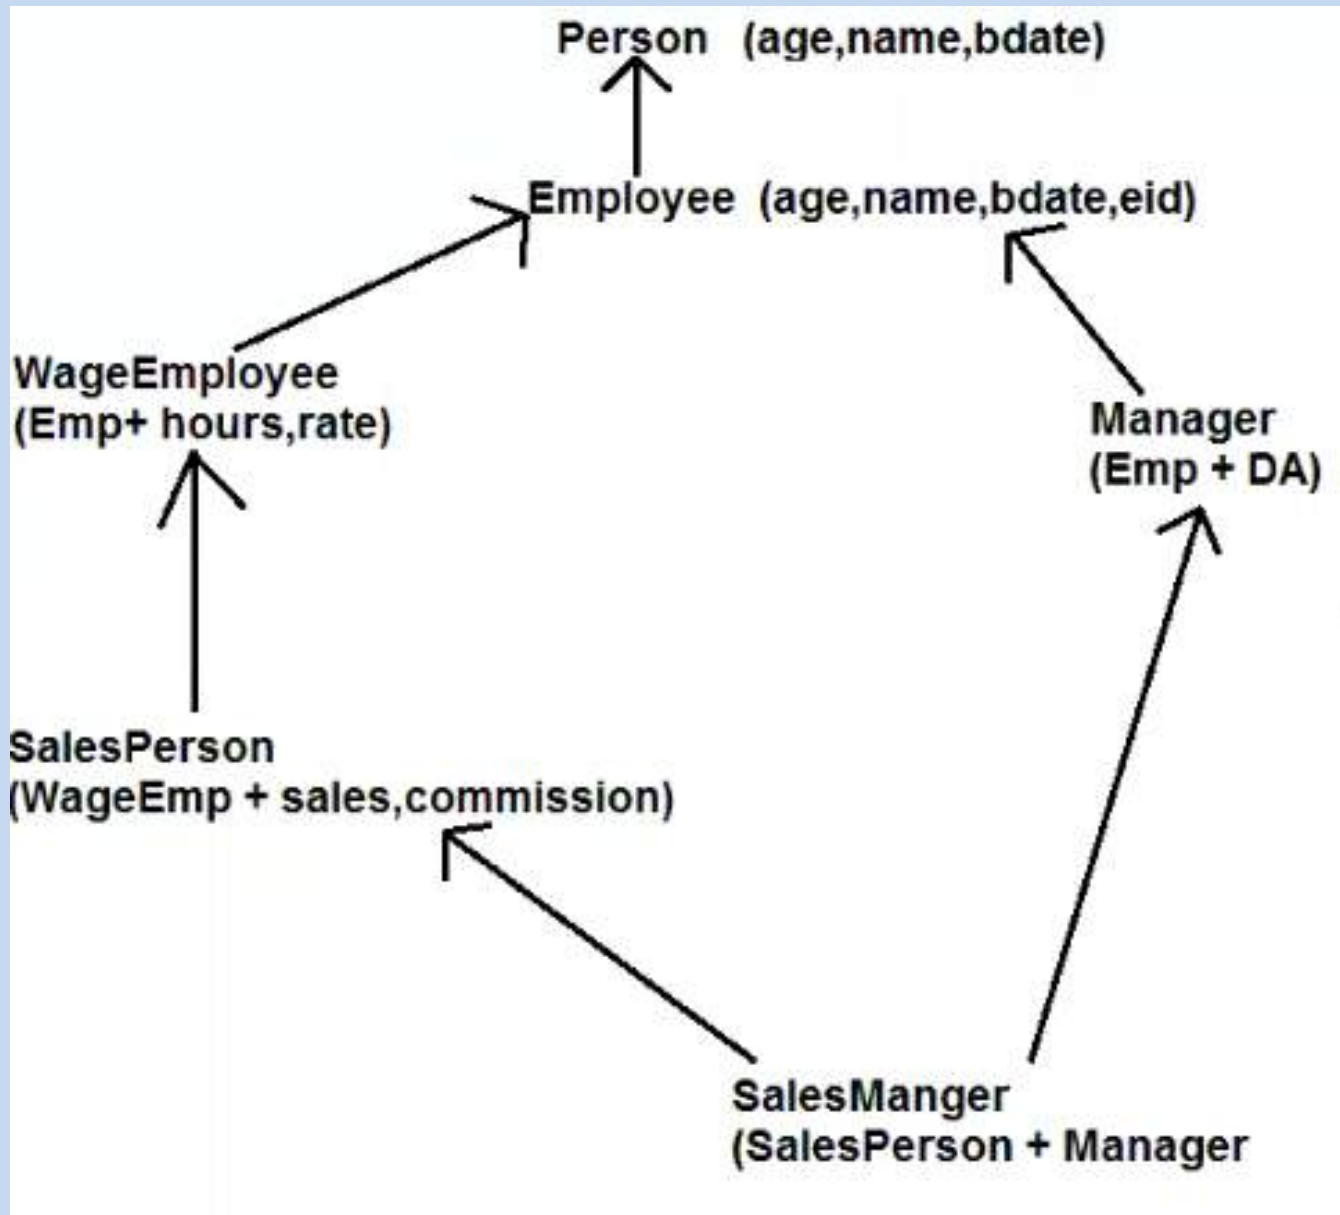 Person (age,name,bdate)
Employee (age,name,bdate,eid)
WageEmployee
(Emp+ hours,rate)
Manager
(Emp + DA)
SalesPerson
(WageEmp + sales,commission)
SalesManger
(SalesPerson + Manager